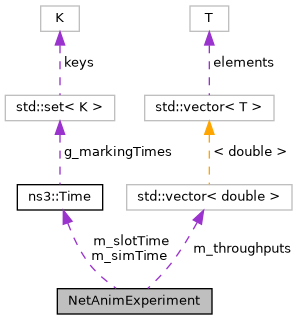 K
T
keys
elements
std::set< K >
std::vector< T >
g_markingTimes
< double >
ns3::Time
std::vector< double >
m_slotTime
m_simTime
m_throughputs
NetAnimExperiment